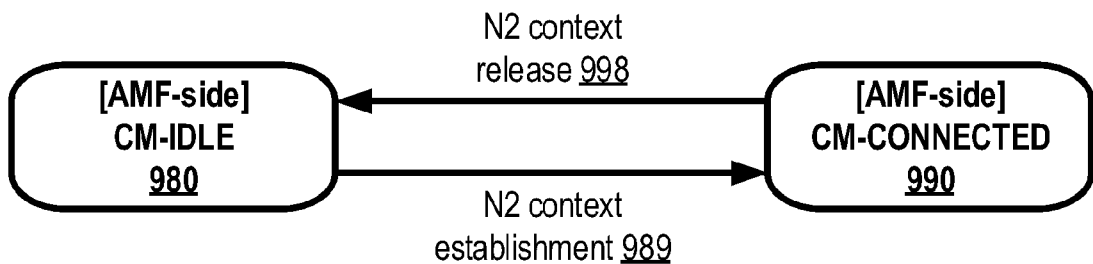 N2 context
release 998
[AMF-side]
CM-IDLE
980
[AMF-side]
CM-CONNECTED
990
N2 context
establishment 989